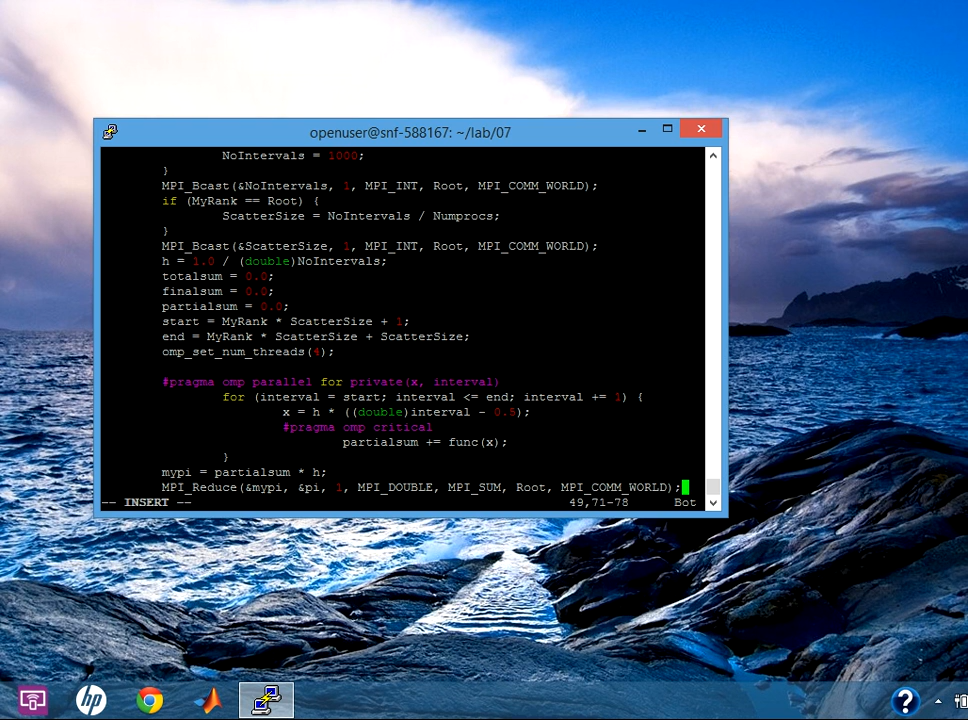 openuser@snf-588167: ~/lab/07
NoIntervals = 1000;
}
MPI_Bcast(&NoIntervals, 1, MPI_INT, Root, MPI_COMM_WORLD);
if (MyRank == Root) {
ScatterSize = NoIntervals / Numprocs;
}
MPI_Bcast(&ScatterSize, 1, MPI_INT, Root, MPI_COMM_WORLD);
h = 1.0 / (double)NoIntervals;
totalsum = 0.0;
finalsum = 0.0;
partialsum = 0.0;
start = MyRank * ScatterSize + 1;
end = MyRank * ScatterSize + ScatterSize;
omp_set_num_threads(4);
#pragma omp parallel for private(x, interval)
for (interval = start; interval <= end; interval += 1) {
x = h * ((double)interval - 0.5);
#pragma omp critical
partialsum += func(x);
}
mypi = partialsum * h;
MPI_Reduce(&mypi, &pi, 1, MPI_DOUBLE, MPI_SUM, Root, MPI_COMM_WORLD);
-- INSERT -- 49,71-78 Bot
hp
?